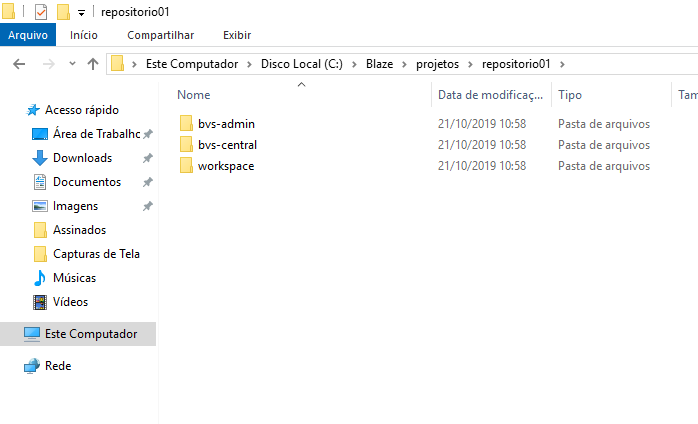 repositorio01
Arquivo Início Compartilhar Exibir
Este Computador Disco Local (C:) Blaze projetos repositorio01
Nome Data de modificaç... Tipo Tam
Acesso rápido
Área de Trabalho
Downloads
Documentos
Imagens
Assinados
Capturas de Tela
Músicas
Vídeos
Este Computador
Rede
bvs-admin 21/10/2019 10:58 Pasta de arquivos
bvs-central 21/10/2019 10:58 Pasta de arquivos
workspace 21/10/2019 10:58 Pasta de arquivos